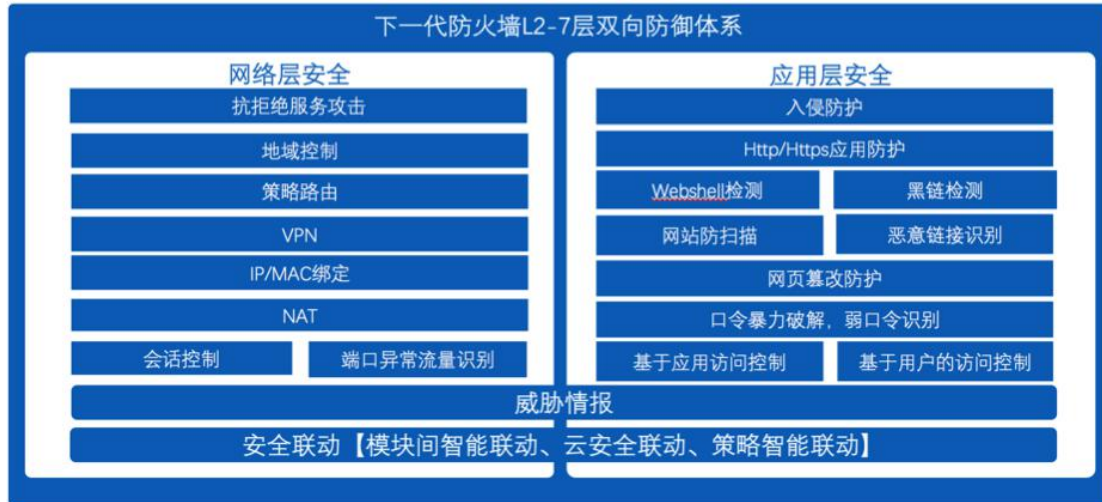 下一代防火墙L2-7层双向防御体系
网络层安全
抗拒绝服务攻击
地域控制
策略路由
VPN
IP/MAC绑定
NAT
会话控制
端口异常流量识别
应用层安全
入侵防护
Http/Https应用防护
Webshell检测
黑链检测
网站防扫描
恶意链接识别
网页篡改防护
口令暴力破解，弱口令识别
基于应用访问控制
基于用户的访问控制
威胁情报
安全联动【模块间智能联动、云安全联动、策略智能联动】